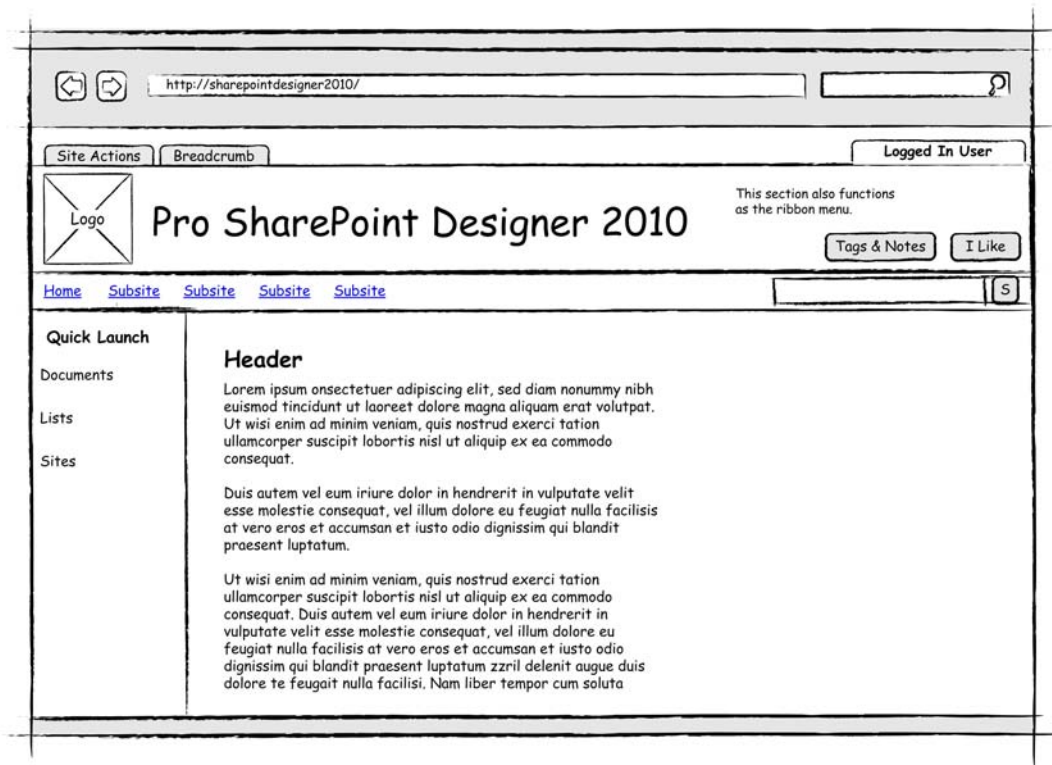 http://sharepointdesigner2010/
Site Actions
Breadcrumb
Logged In User
Logo
Pro SharePoint Designer 2010
This section also functions
as the ribbon menu.
Tags & Notes
I Like
Home Subsite Subsite Subsite Subsite
S
Quick Launch
Documents
Lists
Sites
Header
Lorem ipsum onsectetuer adipiscing elit, sed diam nonummy nibh
euismod tincidunt ut laoreet dolore magna aliquam erat volutpat.
Ut wisi enim ad minim veniam, quis nostrud exerci tation
ullamcorper suscipit lobortis nisl ut aliquip ex ea commodo
consequat.
Duis autem vel eum iriure dolor in hendrerit in vulputate velit
esse molestie consequat, vel illum dolore eu feugiat nulla facilisis
at vero eros et accumsan et iusto odio dignissim qui blandit
praesent luptatum.
Ut wisi enim ad minim veniam, quis nostrud exerci tation
ullamcorper suscipit lobortis nisl ut aliquip ex ea commodo
consequat. Duis autem vel eum iriure dolor in hendrerit in
vulputate velit esse molestie consequat, vel illum dolore eu
feugiat nulla facilisis at vero eros et accumsan et iusto odio
dignissim qui blandit praesent luptatum zzril delenit augue duis
dolore te feugait nulla facilisi. Nam liber tempor cum soluta